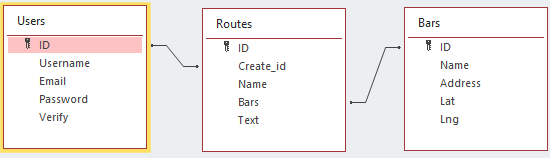 Users
ID
Username
Email
Password
Verify
Routes
ID
Create_id
Name
Bars
Text
Bars
ID
Name
Address
Lat
Lng